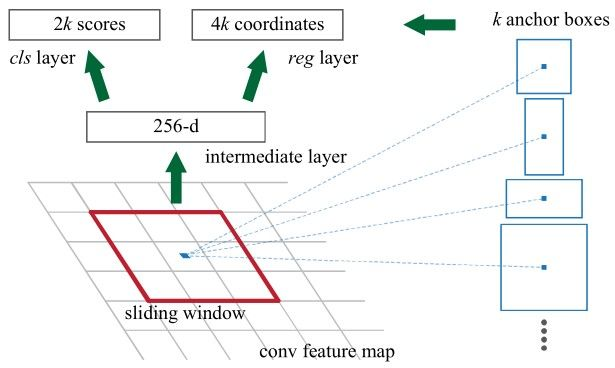 2k scores
4k coordinates
k anchor boxes
cls layer
reg layer
256-d
intermediate layer
sliding window
conv feature map